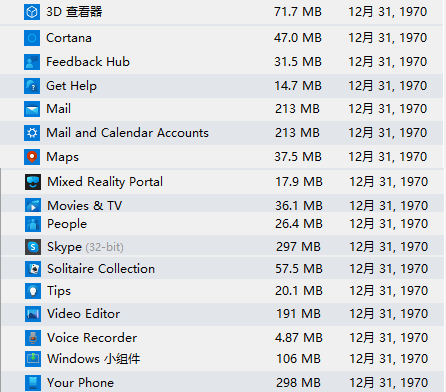 3D 查看器 71.7 MB 12月 31, 1970
Cortana 47.0 MB 12月 31, 1970
Feedback Hub 31.5 MB 12月 31, 1970
Get Help 14.7 MB 12月 31, 1970
Mail 213 MB 12月 31, 1970
Mail and Calendar Accounts 213 MB 12月 31, 1970
Maps 37.5 MB 12月 31, 1970
Mixed Reality Portal 17.9 MB 12月 31, 1970
Movies & TV 36.1 MB 12月 31, 1970
People 26.4 MB 12月 31, 1970
Skype (32-bit) 297 MB 12月 31, 1970
Solitaire Collection 57.5 MB 12月 31, 1970
Tips 20.1 MB 12月 31, 1970
Video Editor 191 MB 12月 31, 1970
Voice Recorder 4.87 MB 12月 31, 1970
Windows 小组件 106 MB 12月 31, 1970
Your Phone 298 MB 12月 31, 1970